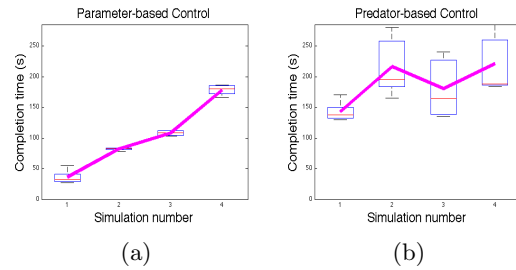 Parameter-based Control
Completion time (s)
250
200
150
100
50
0
1 2 3 4
Simulation number
(a)
Predator-based Control
Completion time (s)
250
200
150
100
50
0
1 2 3 4
Simulation number
(b)